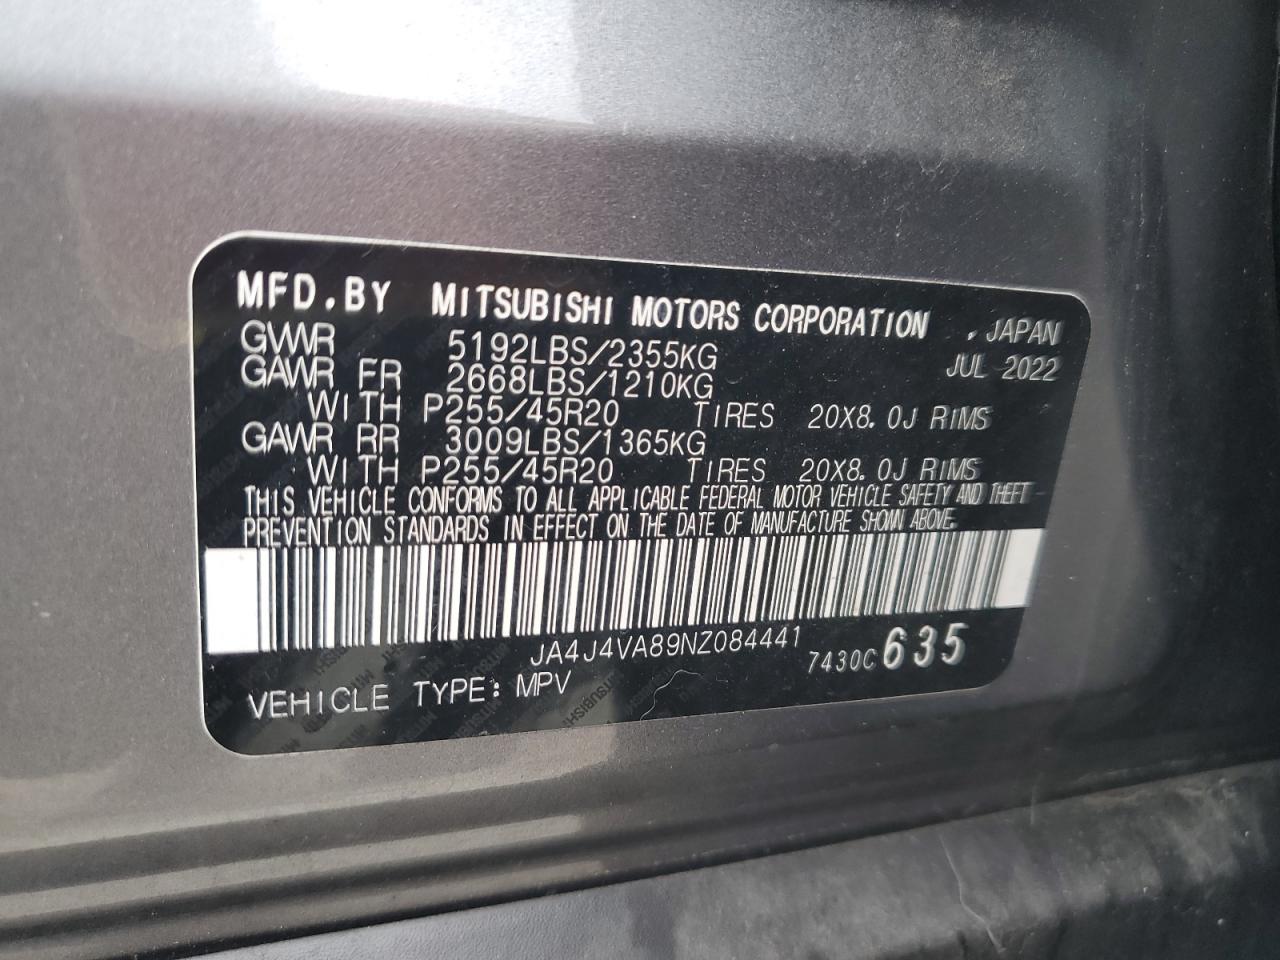 MFD.BY MITSUBISHI MOTORS CORPORATION , JAPAN
GVWR 5192LBS/2355KG JUL 2022
GAWR FR 2668LBS/1210KG
WITH P255/45R20 TIRES 20X8.0J RIMS
GAWR RR 3009LBS/1365KG
WITH P255/45R20 TIRES 20X8.0J RIMS
THIS VEHICLE CONFORMS TO ALL APPLICABLE FEDERAL MOTOR VEHICLE SAFETY AND THEFT
PREVENTION STANDARDS IN EFFECT ON THE DATE OF MANUFACTURE SHOWN ABOVE.
JA4J4VA89NZ084441
7430C635
VEHICLE TYPE: MPV